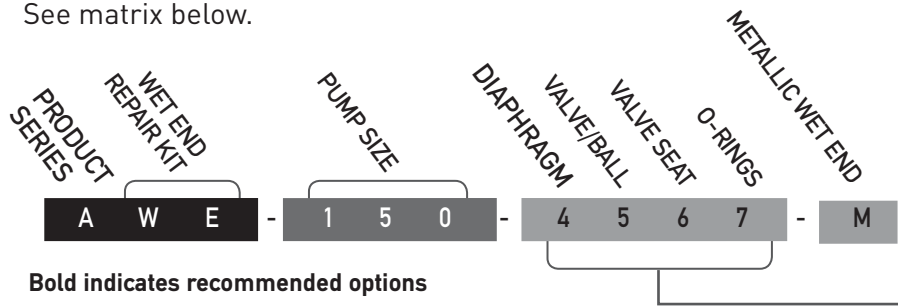 See matrix below.
PRODUCT
SERIES
WET END
REPAIR KIT
PUMP SIZE
DIAPHRAGM
VALVE/BALL
VALVE SEAT
O-RINGS
METALLIC WET END
A W E - 1 5 0 - 4 5 6 7 - M
Bold indicates recommended options